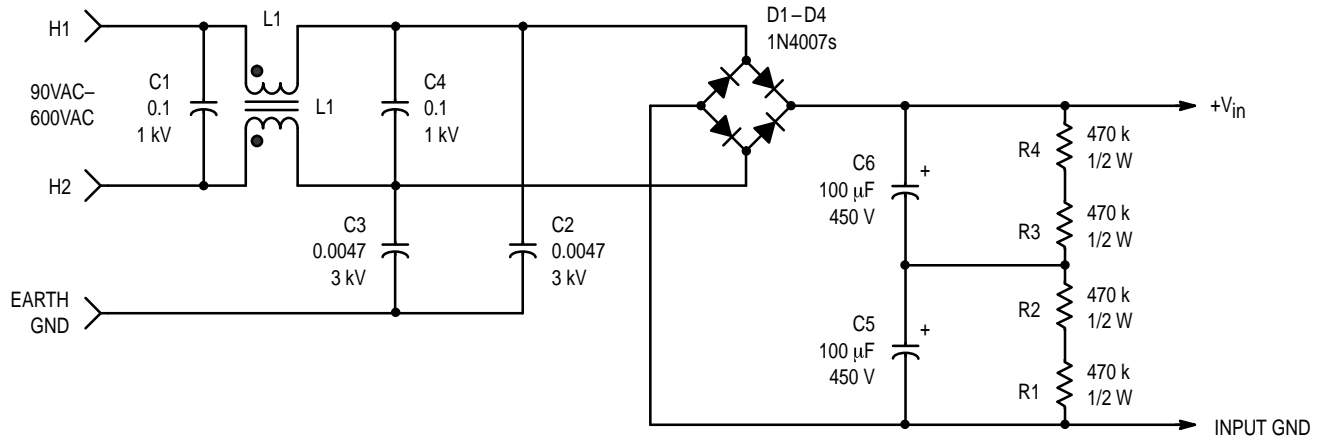 H1
90VAC–
600VAC
H2
C1
0.1
1 kV
L1
L1
C4
0.1
1 kV
D1–D4
1N4007s
C3
0.0047
3 kV
C2
0.0047
3 kV
EARTH
GND
C6
+
100 µF
450 V
C5
+
100 µF
450 V
R4
470 k
1/2 W
R3
470 k
1/2 W
R2
470 k
1/2 W
R1
470 k
1/2 W
+Vin
INPUT GND